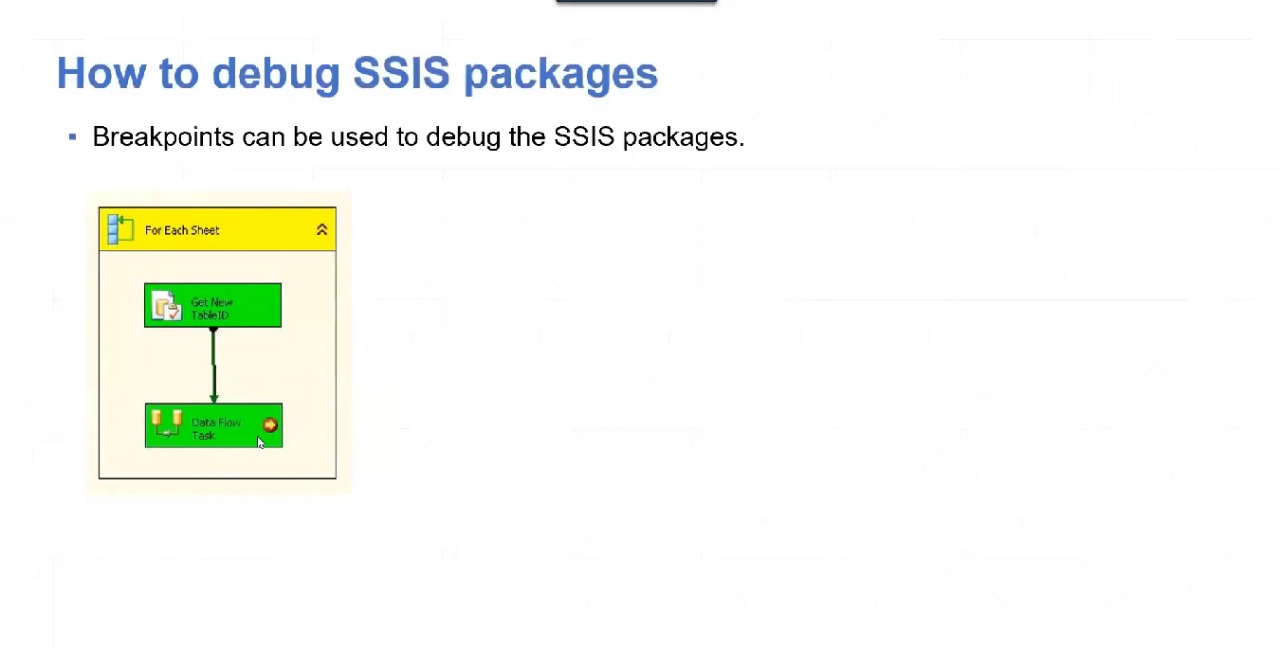 How to debug SSIS packages
Breakpoints can be used to debug the SSIS packages.
For Each Sheet
Get New
TableID
Data Flow
Task